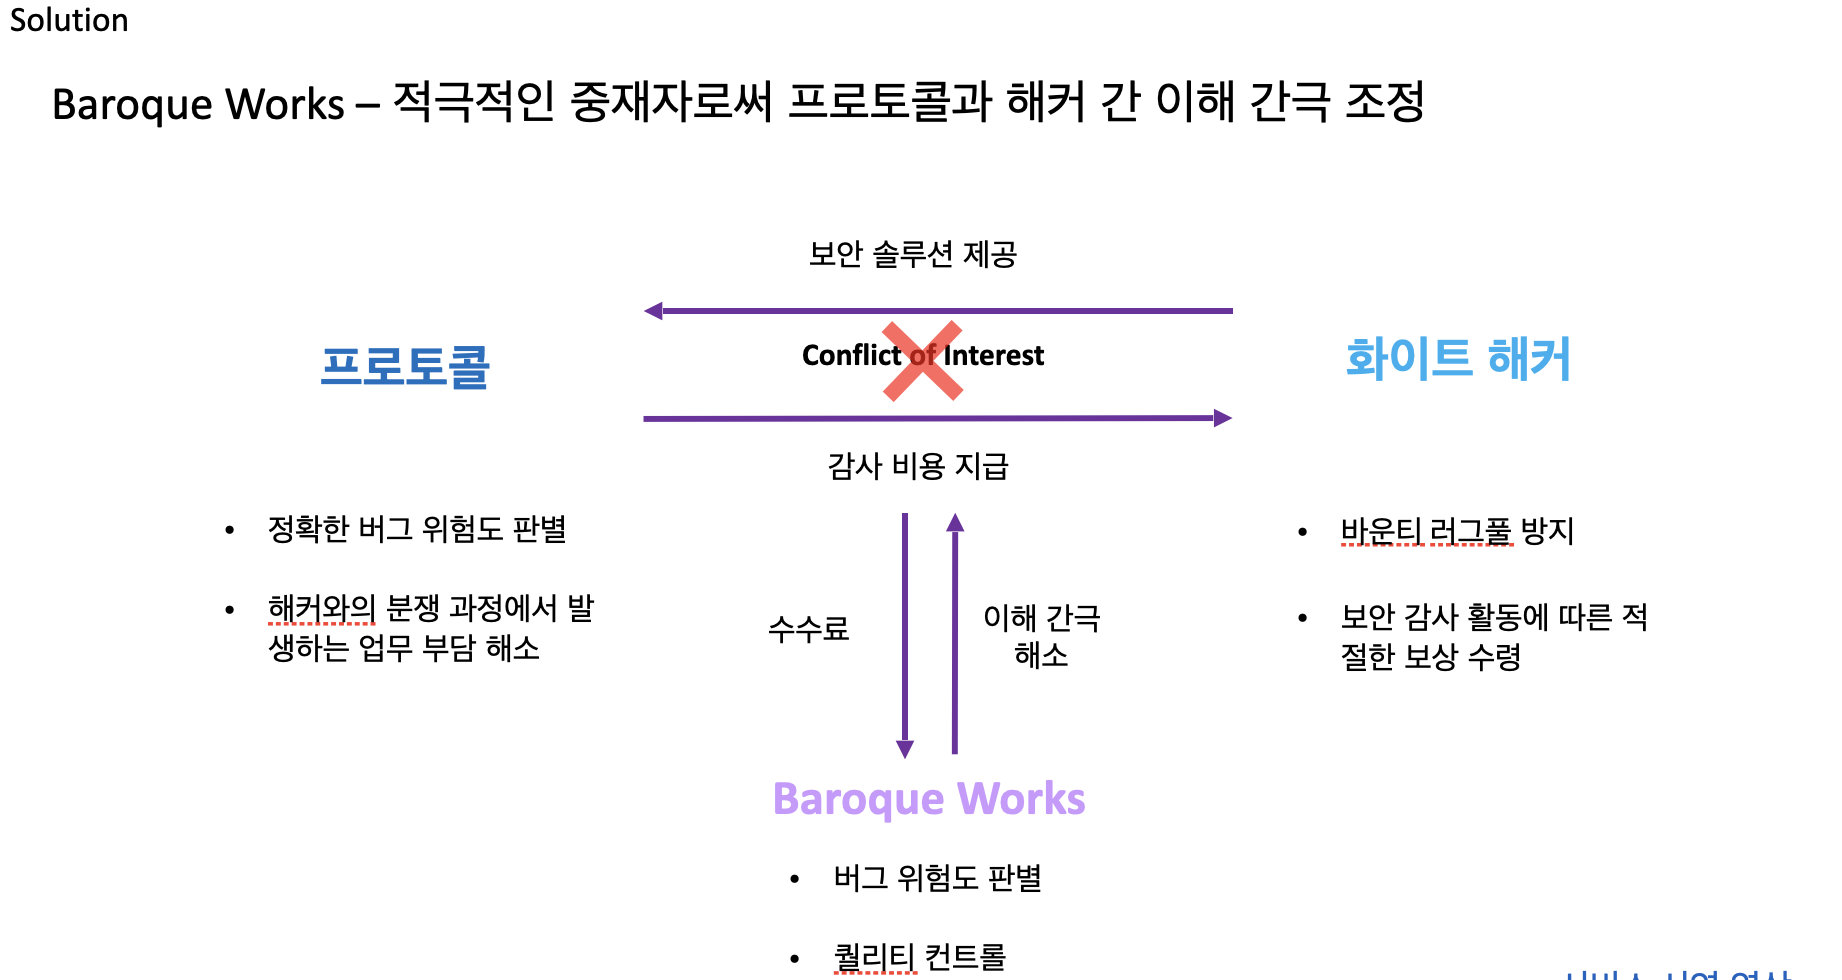 Solution
Baroque Works – 적극적인 중재자로써 프로토콜과 해커 간 이해 간극 조정
보안 솔루션 제공
Conflict of Interest
프로토콜
화이트 해커
감사 비용 지급
• 정확한 버그 위험도 판별
• 해커와의 분쟁 과정에서 발
생하는 업무 부담 해소
수수료
이해 간극
해소
• 바운티 러그풀 방지
• 보안 감사 활동에 따른 적
절한 보상 수령
Baroque Works
• 버그 위험도 판별
• 퀄리티 컨트롤